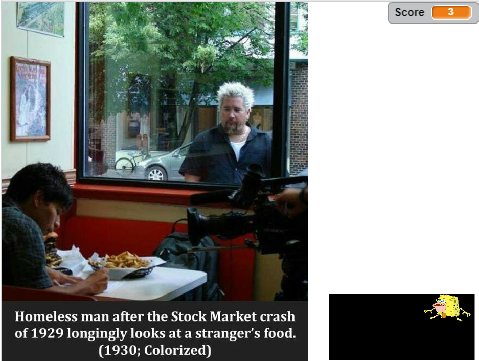 Score 3
Homeless man after the Stock Market crash
of 1929 longingly looks at a stranger's food.
(1930; Colorized)